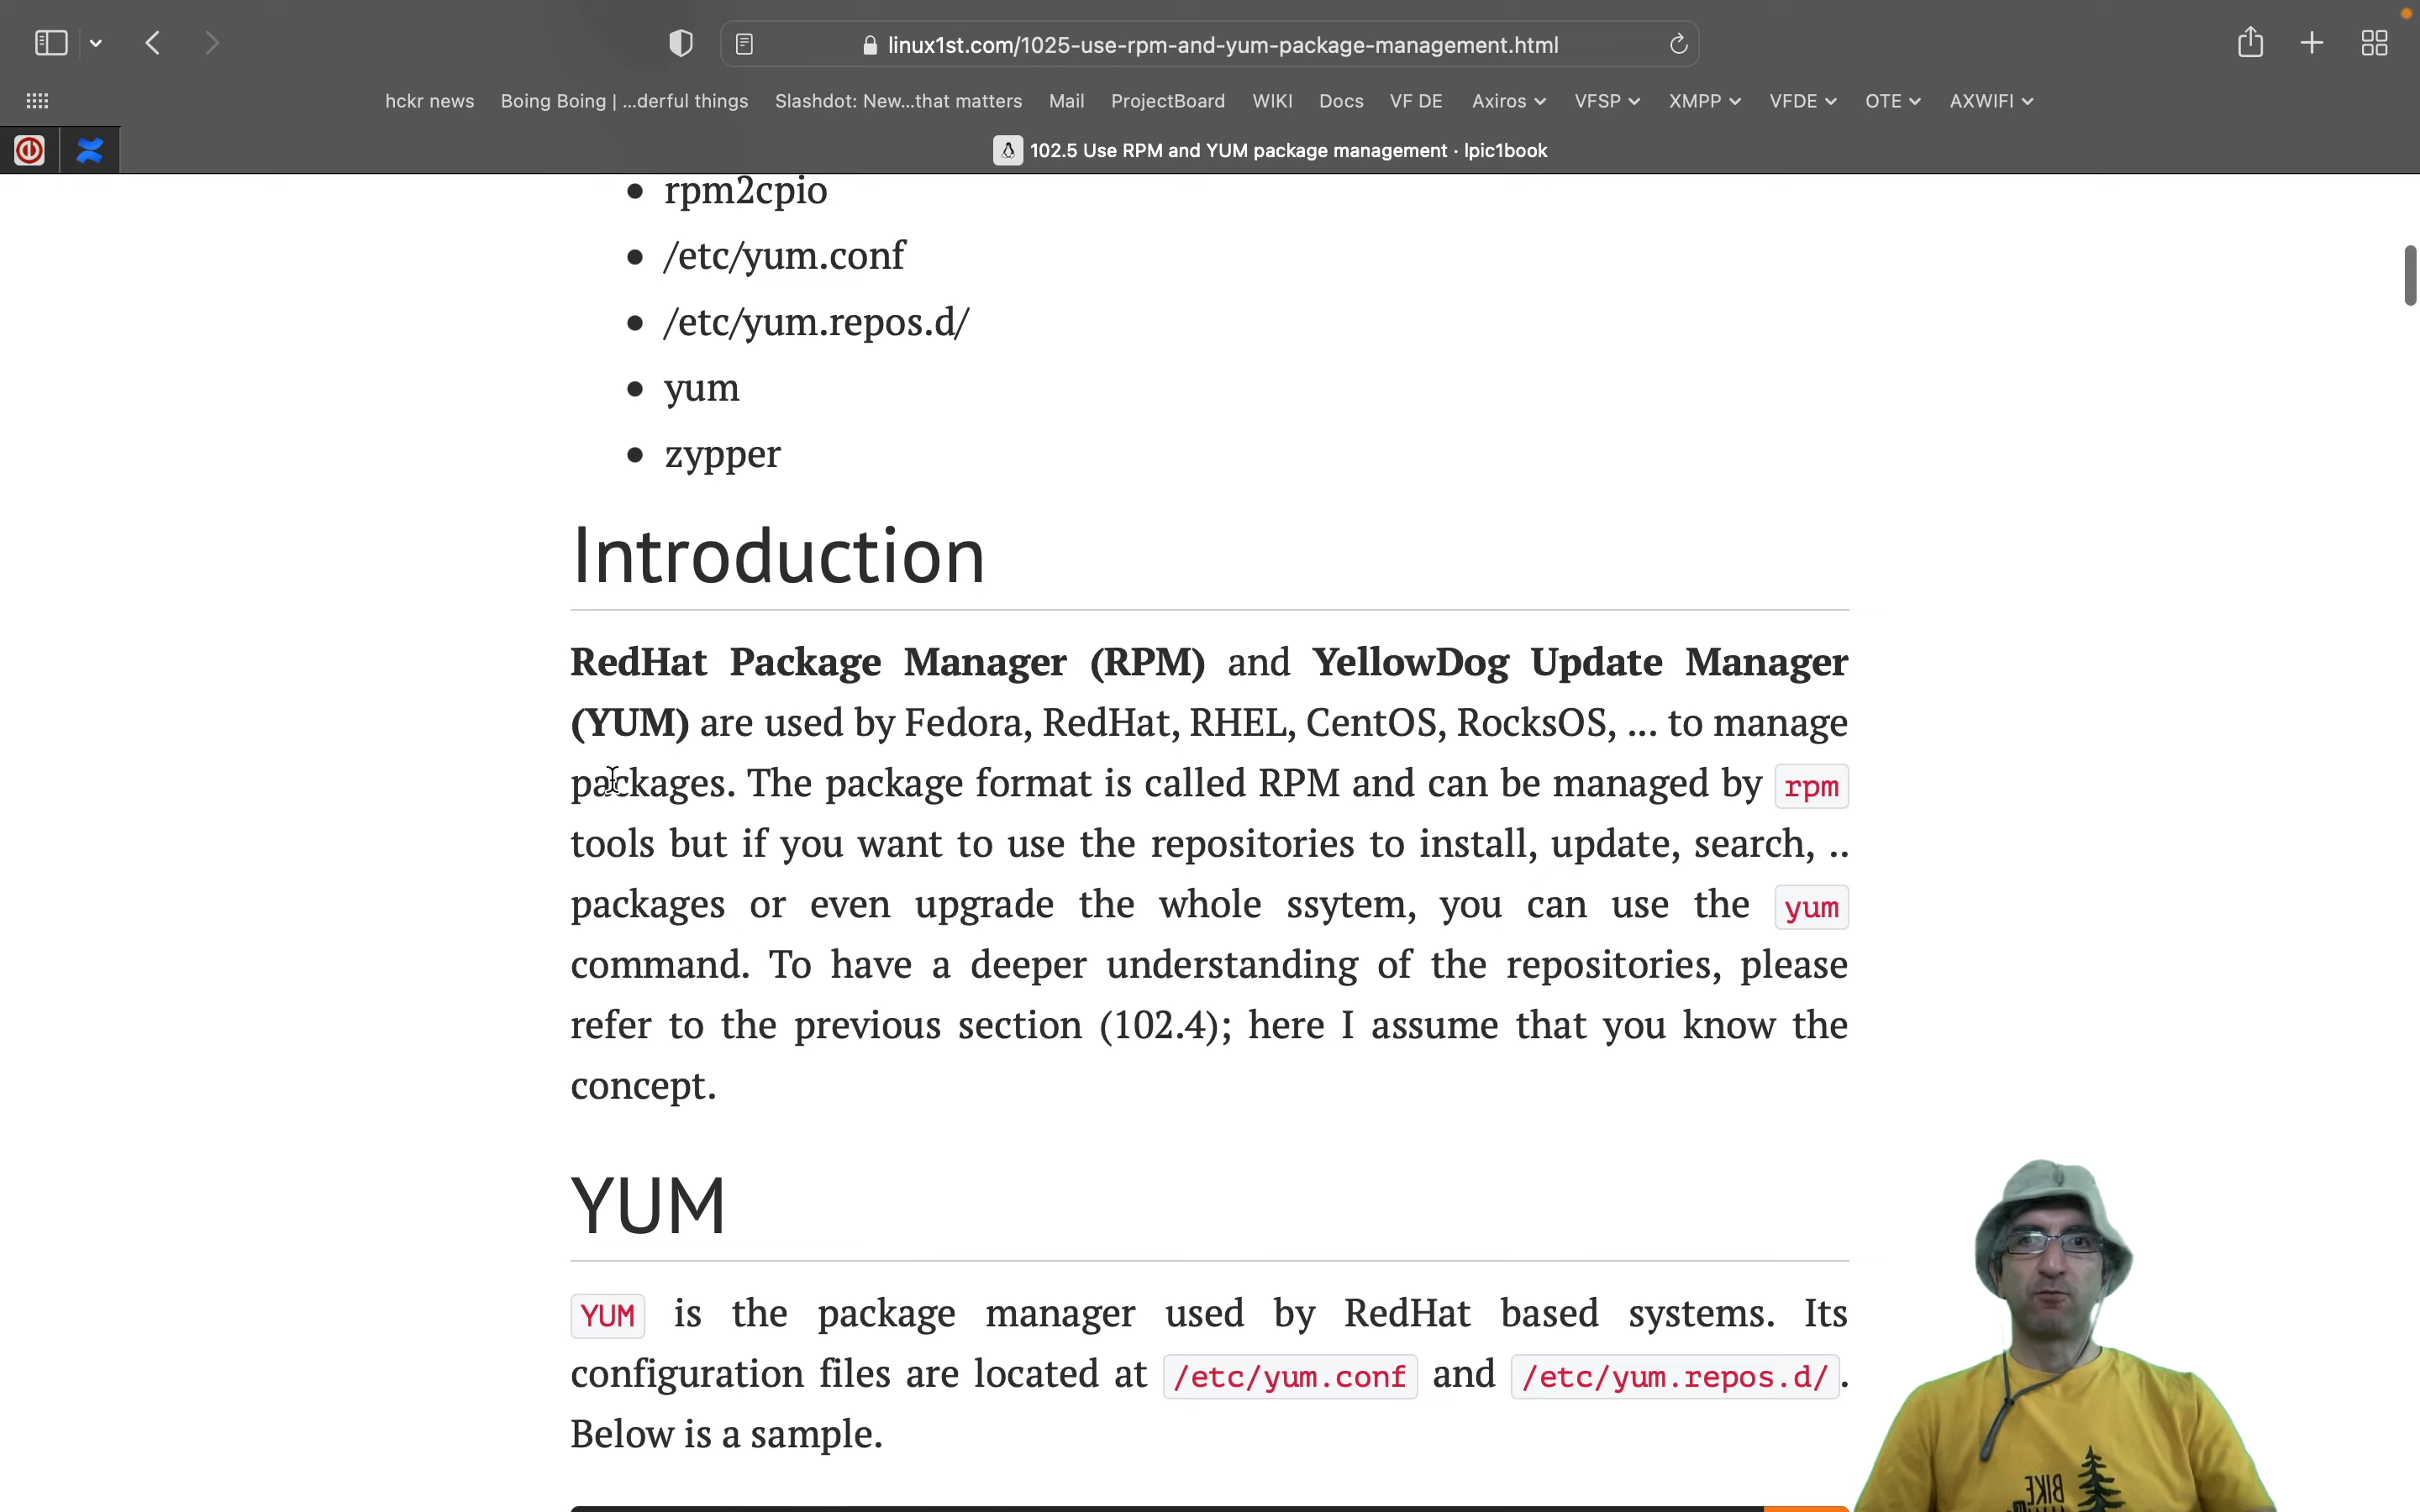 linux1st.com/1025-use-rpm-and-yum-package-management.html
hckr news Boing Boing | ...derful things Slashdot: New...that matters Mail ProjectBoard WIKI Docs VF DE Axiros VFSP XMPP VFDE OTE AXWIFI
102.5 Use RPM and YUM package management · lpic1book
• rpm2cpio
• /etc/yum.conf
• /etc/yum.repos.d/
• yum
• zypper
Introduction
RedHat Package Manager (RPM) and YellowDog Update Manager
(YUM) are used by Fedora, RedHat, RHEL, CentOS, RocksOS, ... to manage
packages. The package format is called RPM and can be managed by rpm
tools but if you want to use the repositories to install, update, search, ..
packages or even upgrade the whole ssytem, you can use the yum
command. To have a deeper understanding of the repositories, please
refer to the previous section (102.4); here I assume that you know the
concept.
YUM
YUM is the package manager used by RedHat based systems. Its
configuration files are located at /etc/yum.conf and /etc/yum.repos.d/.
Below is a sample.
BIKE